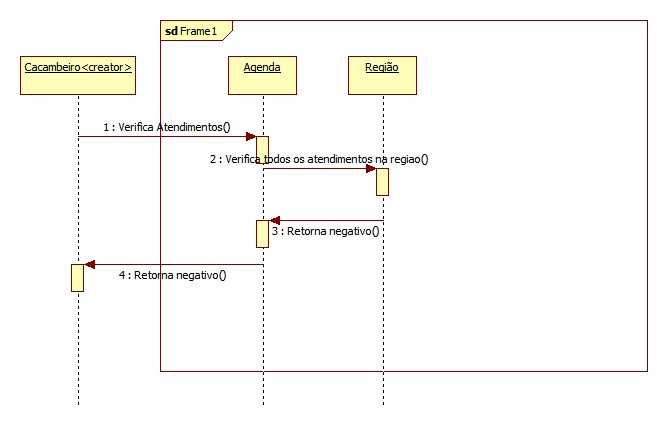 sd Frame1
Cacambeiro<creator>
Agenda
Região
1 : Verifica Atendimentos()
2 : Verifica todos os atendimentos na regiao()
3 : Retorna negativo()
4 : Retorna negativo()